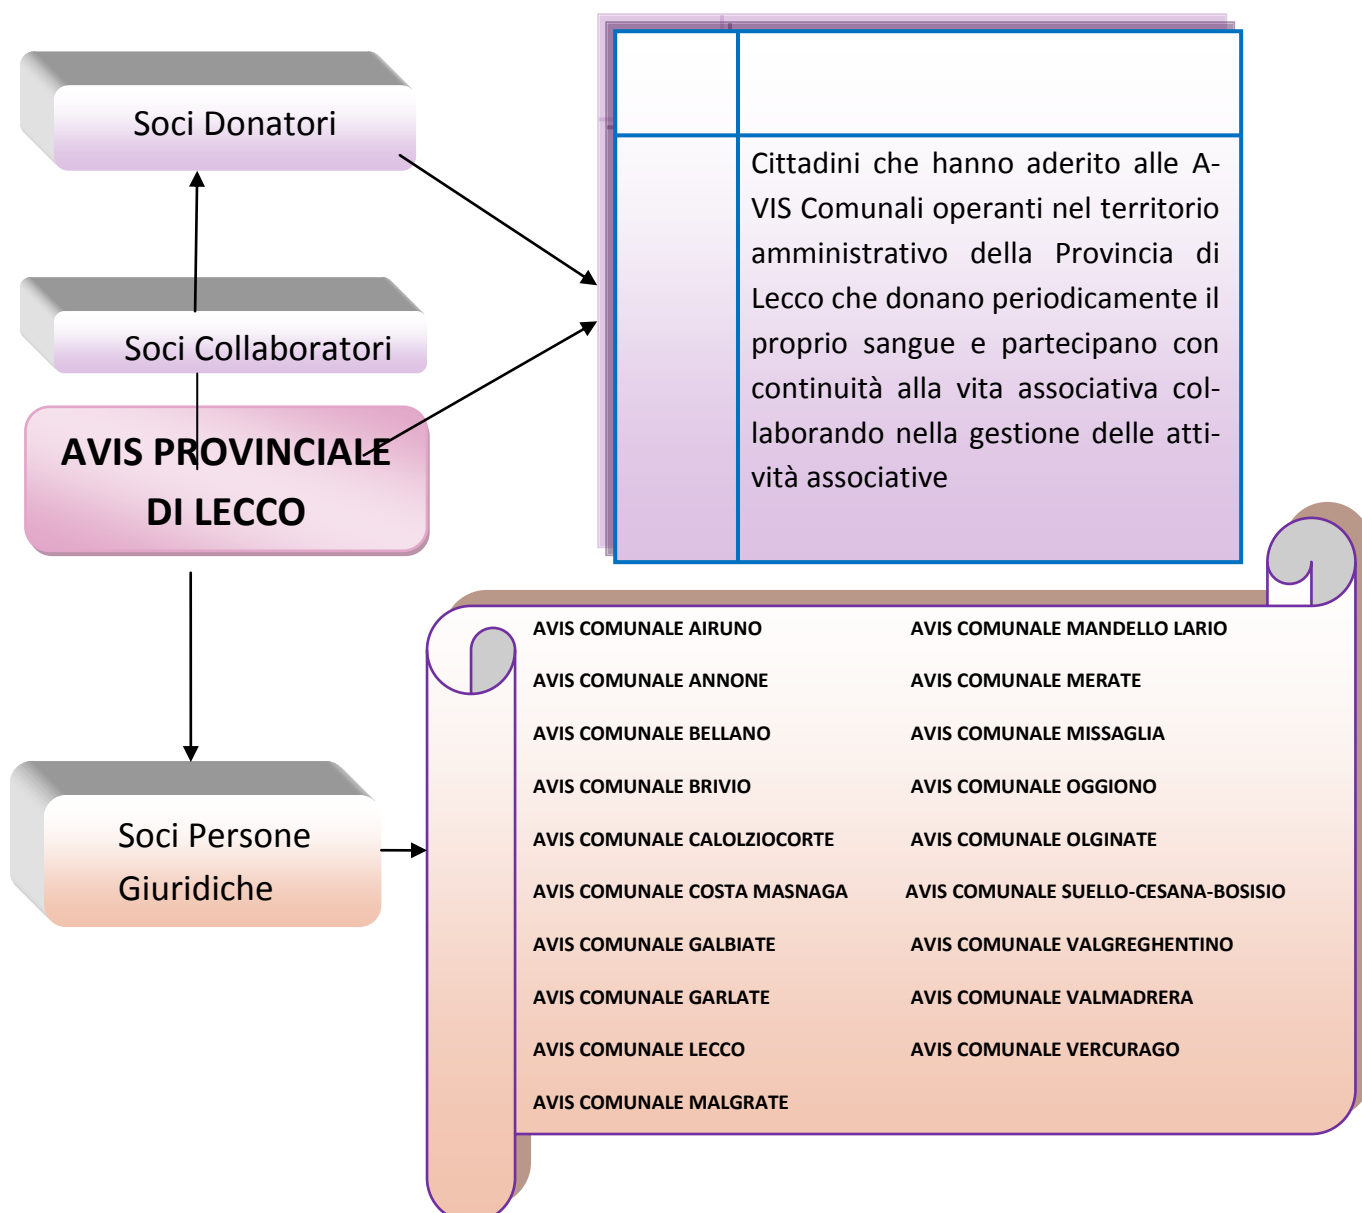 Soci Donatori
Soci Collaboratori
AVIS PROVINCIALE
DI LECCO
Cittadini che hanno aderito alle A-
VIS Comunali operanti nel territorio
amministrativo della Provincia di
Lecco che donano periodicamente il
proprio sangue e partecipano con
continuità alla vita associativa col-
laborando nella gestione delle atti-
vità associative
Soci Persone
Giuridiche
AVIS COMUNALE AIRUNO
AVIS COMUNALE ANNONE
AVIS COMUNALE BELLANO
AVIS COMUNALE BRIVIO
AVIS COMUNALE CALOLZIOCORTE
AVIS COMUNALE COSTA MASNAGA
AVIS COMUNALE GALBIATE
AVIS COMUNALE GARLATE
AVIS COMUNALE LECCO
AVIS COMUNALE MALGRATE
AVIS COMUNALE MANDELLO LARIO
AVIS COMUNALE MERATE
AVIS COMUNALE MISSAGLIA
AVIS COMUNALE OGGIONO
AVIS COMUNALE OLGINATE
AVIS COMUNALE SUELLO-CESANA-BOSISIO
AVIS COMUNALE VALGREGHENTINO
AVIS COMUNALE VALMADRERA
AVIS COMUNALE VERCURAGO